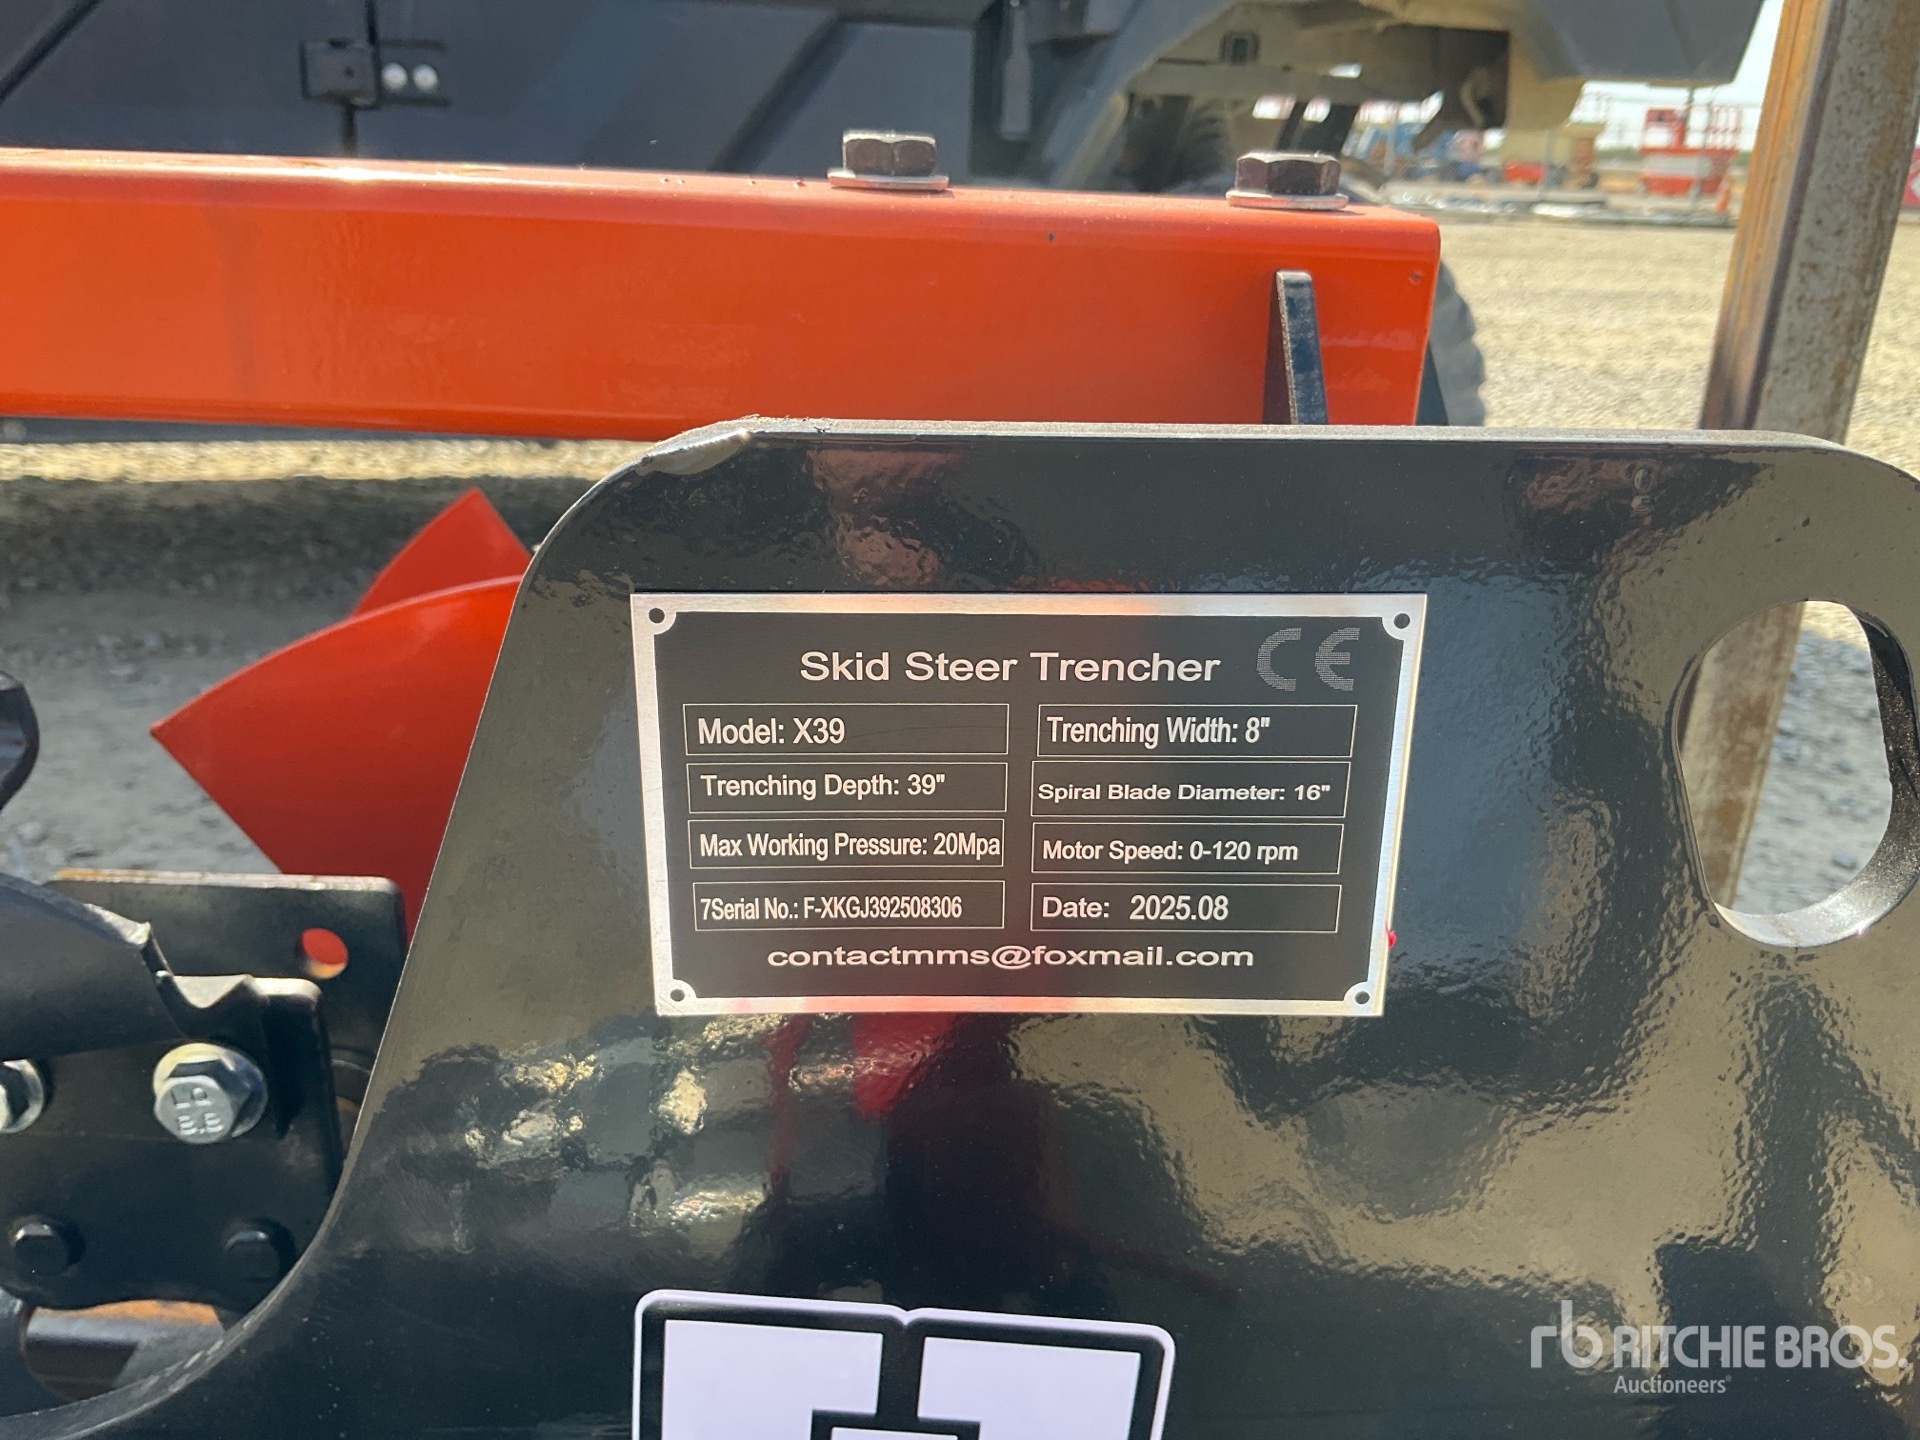 Skid Steer Trencher CE
Model: X39
Trenching Width: 8"
Trenching Depth: 39"
Spiral Blade Diameter: 16"
Max Working Pressure: 20Mpa
Motor Speed: 0-120 rpm
7Serial No.: F-XKGJ392508306
Date: 2025.08
contactmms@foxmail.com
rb RITCHIE BROS.
Auctioneers